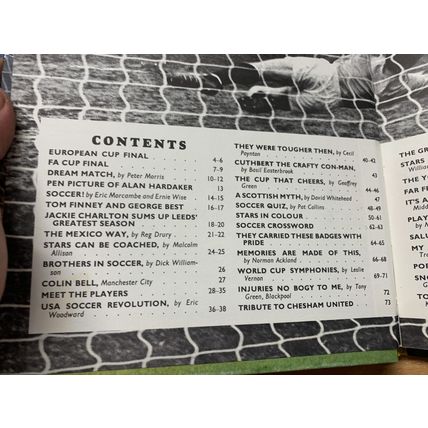 CONTENTS
EUROPEAN CUP FINAL 4-6
FA CUP FINAL 7-9
DREAM MATCH, by Peter Morris 10-12
PEN PICTURE OF ALAN HARDAKER 13
SOCCER! by Eric Morcambe and Ernie Wise 14-15
TOM FINNEY AND GEORGE BEST 16-17
JACKIE CHARLTON SUMS UP LEEDS'
GREATEST SEASON 18-20
THE MEXICO WAY, by Reg Drury 21-22
STARS CAN BE COACHED, by Malcolm
Allison 24-25
BROTHERS IN SOCCER, by Dick William-
son 26
COLIN BELL, Manchester City 27
MEET THE PLAYERS 28-35
USA SOCCER REVOLUTION, by Eric
Woodward 36-38
THEY WERE TOUGHER THEN, by Cecil
Poynton 40-42
CUTHBERT THE CRAFTY CON-MAN,
by Basil Easterbrook 43
THE CUP THAT CHEERS, by Geoffrey
Green 44-46
A SCOTTISH MYTH, by David Whitehead 47
SOCCER QUIZ, by Pat Collins 48-49
STARS IN COLOUR 50-61
SOCCER CROSSWORD 62-63
THEY CARRIED THESE BADGES WITH
PRIDE 64-65
MEMORIES ARE MADE OF THIS,
by Norman Ackland 66-68
WORLD CUP SYMPHONIES, by Leslie
Vernon 69-71
INJURIES NO BOGY TO ME, by Tony
Green, Blackpool 72
TRIBUTE TO CHESHAM UNITED 73
THE GR
STARS
THE Y
FAR F
IT'S A
PLAY
MY
SALU
MY